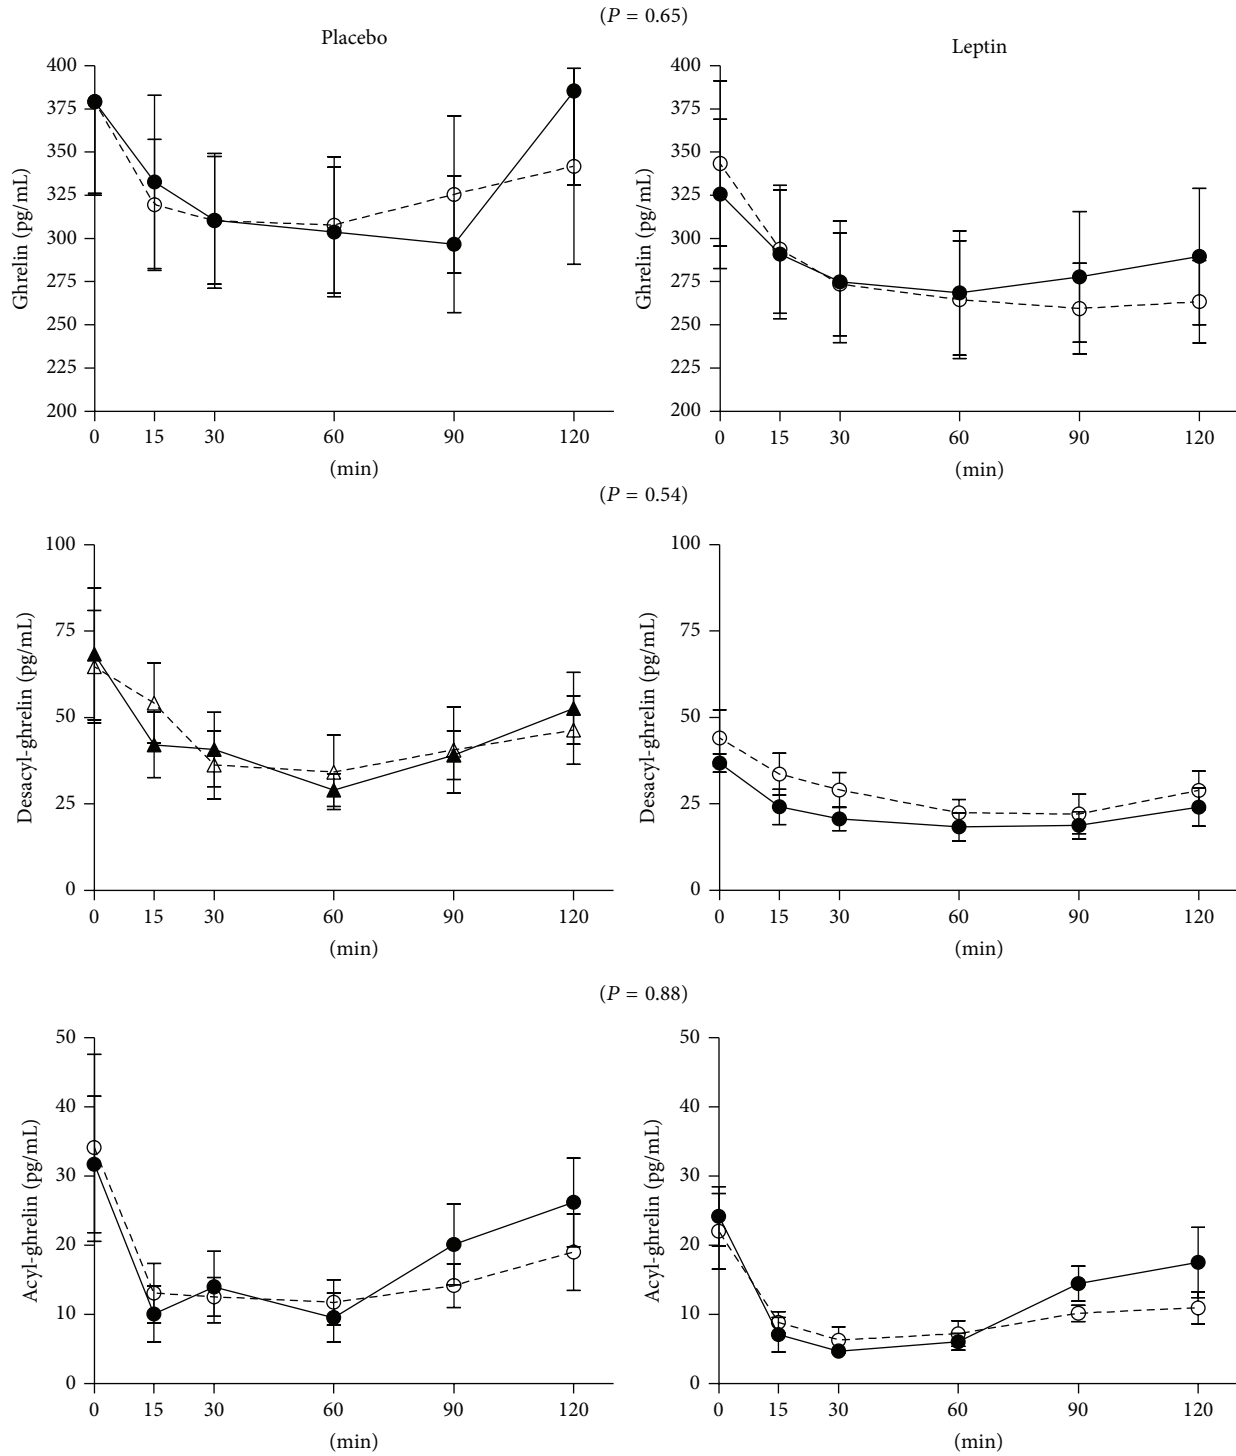 (P = 0.65)
Placebo
Leptin
Ghrelin (pg/mL)
400
375
350
325
300
275
250
225
200
0 15 30 60 90 120
(min)
Ghrelin (pg/mL)
400
375
350
325
300
275
250
225
200
0 15 30 60 90 120
(min)
(P = 0.54)
Desacyl-ghrelin (pg/mL)
100
75
50
25
0
0 15 30 60 90 120
(min)
Desacyl-ghrelin (pg/mL)
100
75
50
25
0
0 15 30 60 90 120
(min)
(P = 0.88)
Acyl-ghrelin (pg/mL)
50
40
30
20
10
0
0 15 30 60 90 120
(min)
Acyl-ghrelin (pg/mL)
50
40
30
20
10
0
0 15 30 60 90 120
(min)